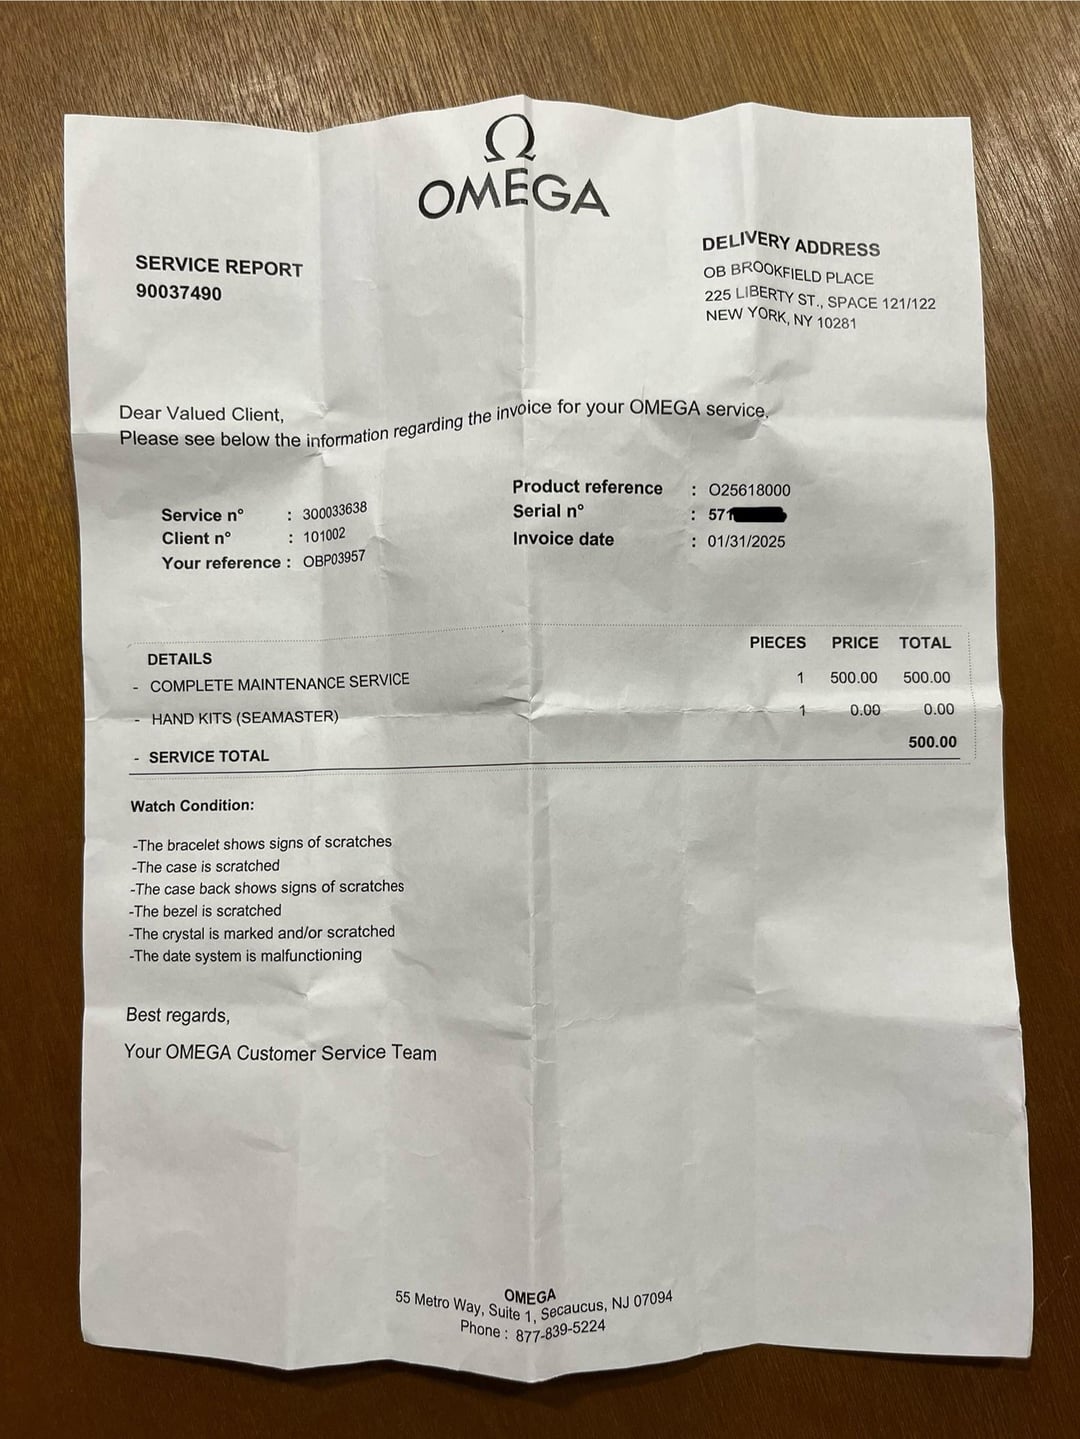 Ω
OMEGA
SERVICE REPORT
90037490
DELIVERY ADDRESS
OB BROOKFIELD PLACE
225 LIBERTY ST., SPACE 121/122
NEW YORK, NY 10281
Dear Valued Client,
Please see below the information regarding the invoice for your OMEGA service.
Service n° : 300033638
Client n° : 101002
Your reference : OBP03957
Product reference : O25618000
Serial n° : 571
Invoice date : 01/31/2025
DETAILS PIECES PRICE TOTAL
- COMPLETE MAINTENANCE SERVICE 1 500.00 500.00
- HAND KITS (SEAMASTER) 1 0.00 0.00
- SERVICE TOTAL 500.00
Watch Condition:
-The bracelet shows signs of scratches
-The case is scratched
-The case back shows signs of scratches
-The bezel is scratched
-The crystal is marked and/or scratched
-The date system is malfunctioning
Best regards,
Your OMEGA Customer Service Team
OMEGA
55 Metro Way, Suite 1, Secaucus, NJ 07094
Phone : 877-839-5224